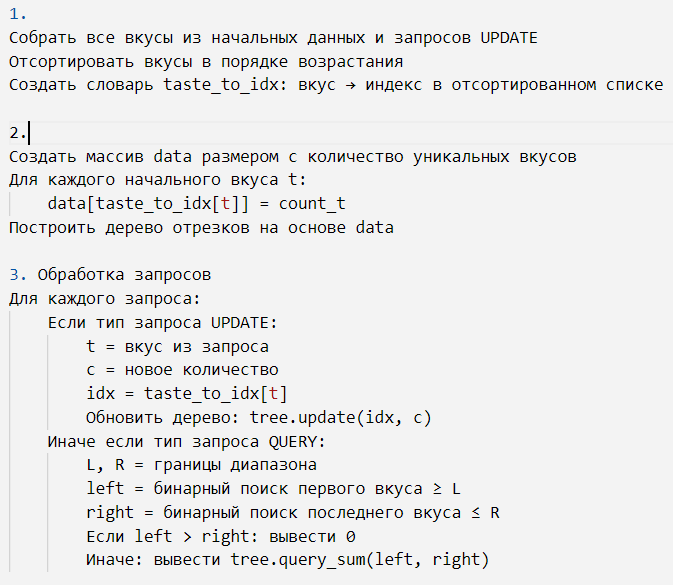 1.
Собрать все вкусы из начальных данных и запросов UPDATE
Отсортировать вкусы в порядке возрастания
Создать словарь taste_to_idx: вкус → индекс в отсортированном списке
2.
Создать массив data размером с количество уникальных вкусов
Для каждого начального вкуса t:
data[taste_to_idx[t]] = count_t
Построить дерево отрезков на основе data
3. Обработка запросов
Для каждого запроса:
Если тип запроса UPDATE:
t = вкус из запроса
c = новое количество
idx = taste_to_idx[t]
Обновить дерево: tree.update(idx, c)
Иначе если тип запроса QUERY:
L, R = границы диапазона
left = бинарный поиск первого вкуса ≥ L
right = бинарный поиск последнего вкуса ≤ R
Если left > right: вывести 0
Иначе: вывести tree.query_sum(left, right)